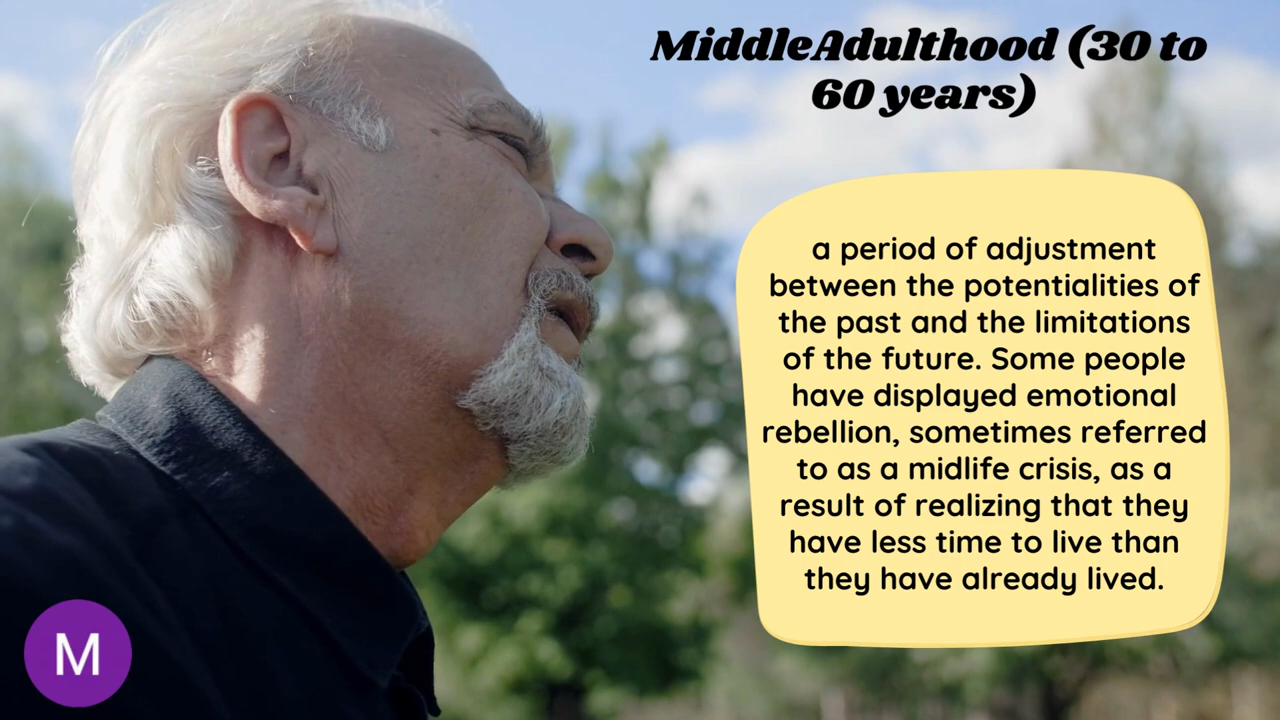 MiddleAdulthood (30 to
60 years)
a period of adjustment
between the potentialities of
the past and the limitations
of the future. Some people
have displayed emotional
rebellion, sometimes referred
to as a midlife crisis, as a
result of realizing that they
have less time to live than
they have already lived.
M